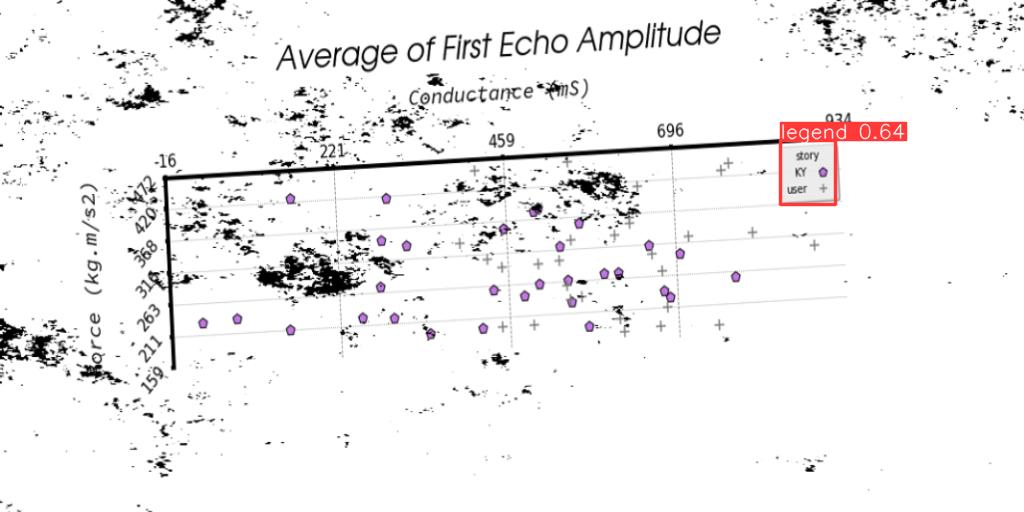 Average of First Echo Amplitude
Conductance (mS)
-16 221 459 696 934
legend 0.64
story
KY
user
472
420
368
316
263
211
159
Force (kg.m/s2)